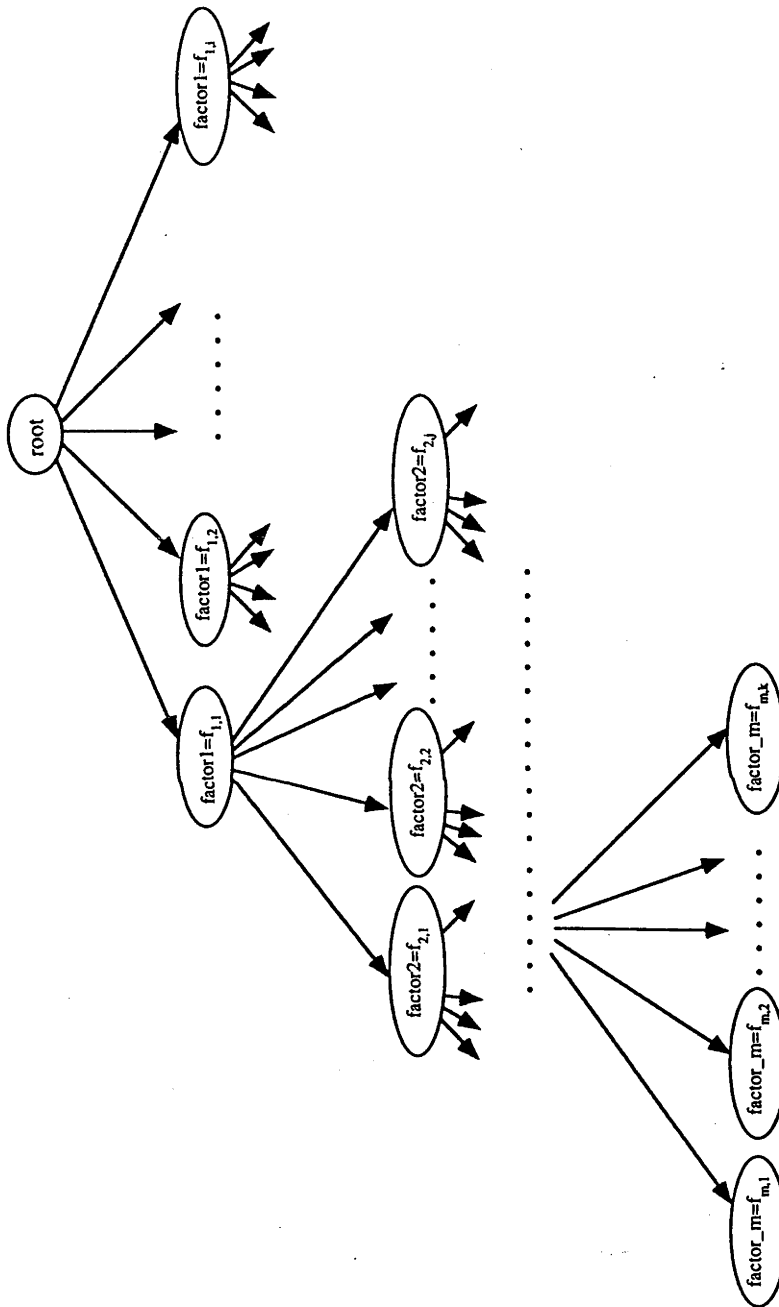 root
factor1=f1,1
factor1=f1,2
factor1=f1,i
factor2=f2,1
factor2=f2,2
factor2=f2,j
factor_m=fm,1
factor_m=fm,2
factor_m=fm,k